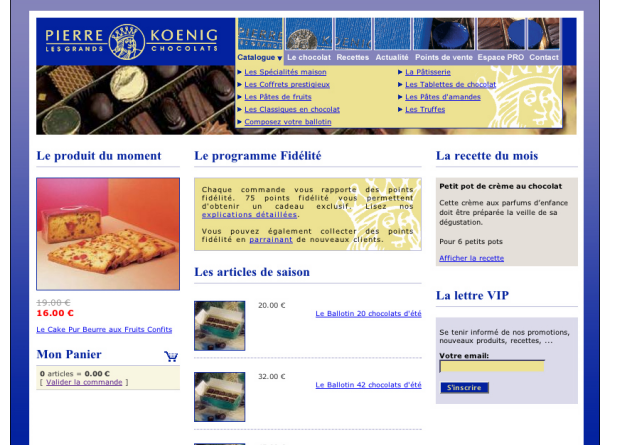 PIERRE KOENIG
LES GRANDS CHOCOLATS
Catalogue ▾ Le chocolat Recettes Actualité Points de vente Espace PRO Contact
► Les Spécialités maison
► Les Coffrets prestigieux
► Les Pâtes de fruits
► Les Classiques en chocolat
► Composez votre ballotin
► La Pâtisserie
► Les Tablettes de chocolat
► Les Pâtes d'amandes
► Les Truffes
Le produit du moment
19.00 €
16.00 €
Le Cake Pur Beurre aux Fruits Confits
Mon Panier
0 articles = 0.00 €
[ Valider la commande ]
Le programme Fidélité
Chaque commande vous rapporte des points
fidélité. 75 points fidélité vous permettent
d'obtenir un cadeau exclusif. Lisez nos
explications détaillées.
Vous pouvez également collecter des points
fidélité en parrainant de nouveaux clients.
Les articles de saison
20.00 €
Le Ballotin 20 chocolats d'été
32.00 €
Le Ballotin 42 chocolats d'été
La recette du mois
Petit pot de crème au chocolat
Cette crème aux parfums d'enfance
doit être préparée la veille de sa
dégustation.
Pour 6 petits pots
Afficher la recette
La lettre VIP
Se tenir informé de nos promotions,
nouveaux produits, recettes, ...
Votre email:
S'inscrire